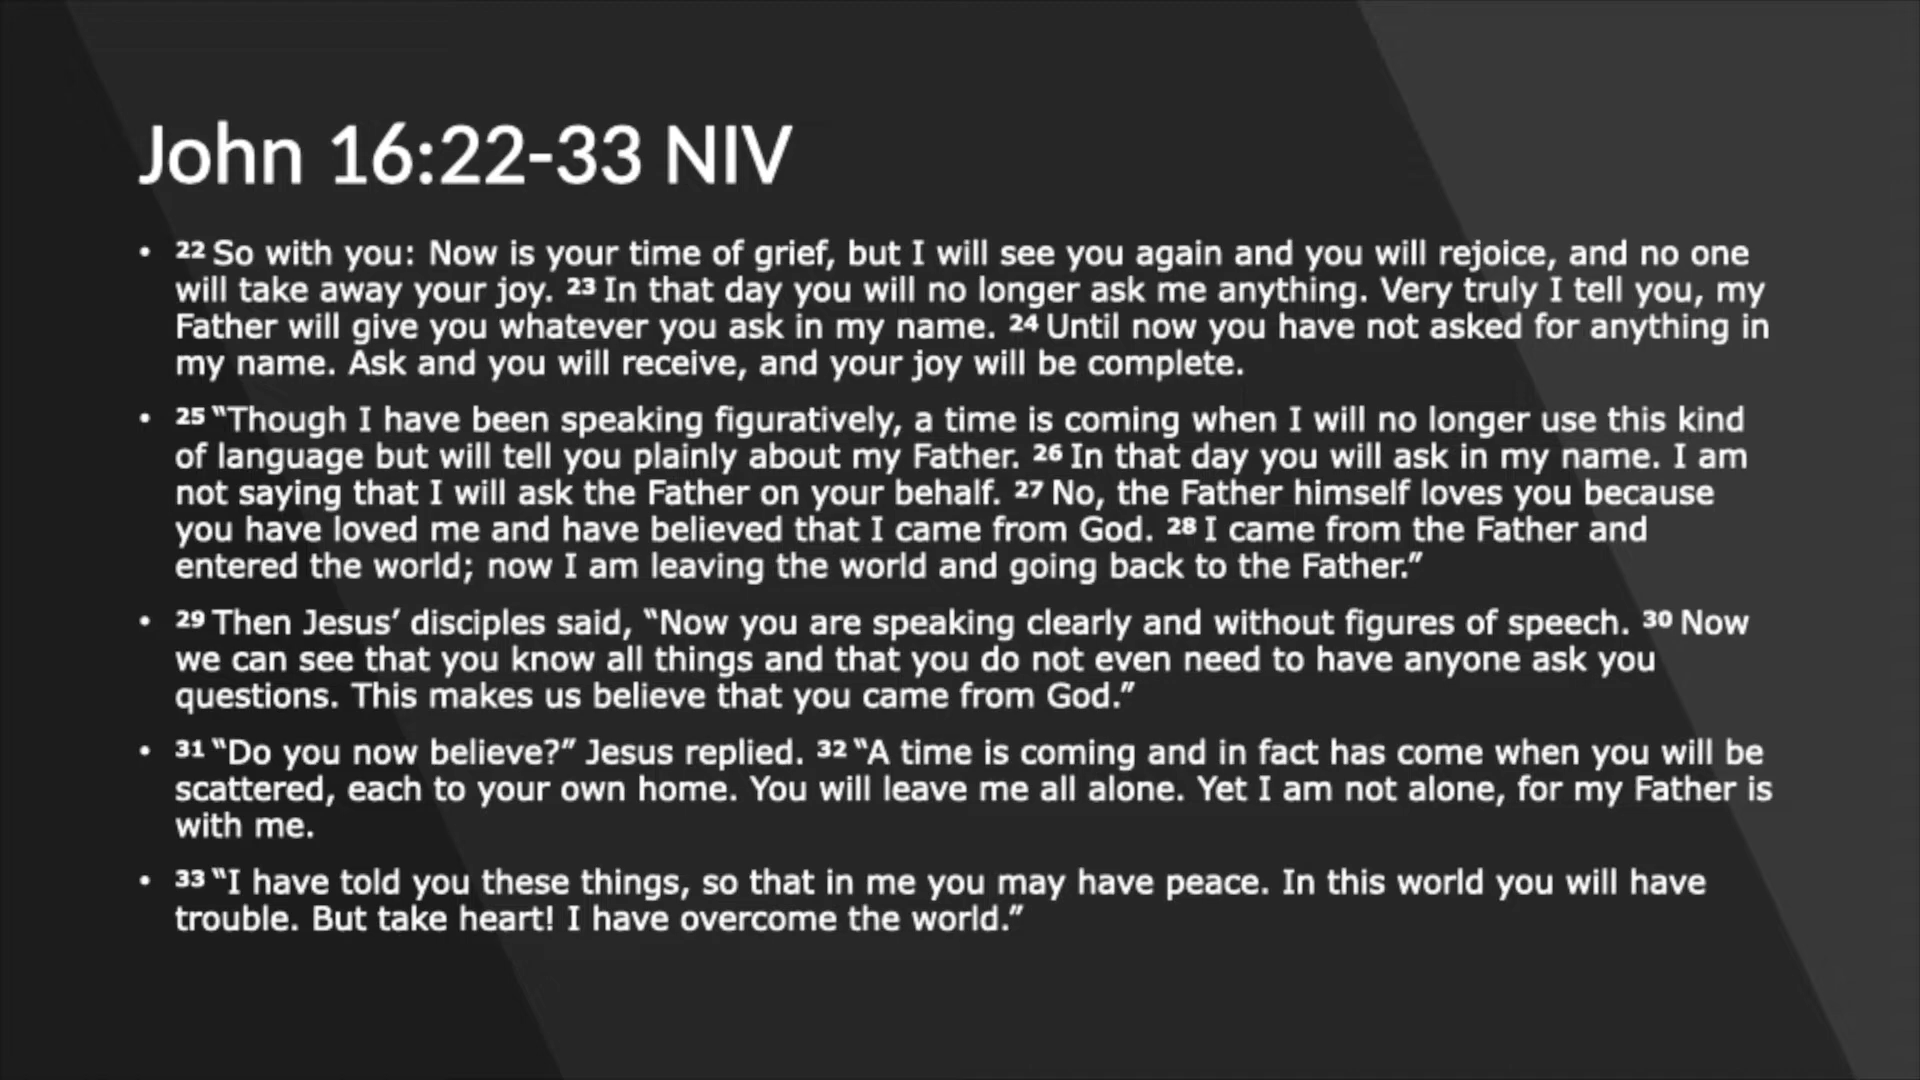 John 16:22-33 NIV
• 22 So with you: Now is your time of grief, but I will see you again and you will rejoice, and no one
will take away your joy. 23 In that day you will no longer ask me anything. Very truly I tell you, my
Father will give you whatever you ask in my name. 24 Until now you have not asked for anything in
my name. Ask and you will receive, and your joy will be complete.
• 25 “Though I have been speaking figuratively, a time is coming when I will no longer use this kind
of language but will tell you plainly about my Father. 26 In that day you will ask in my name. I am
not saying that I will ask the Father on your behalf. 27 No, the Father himself loves you because
you have loved me and have believed that I came from God. 28 I came from the Father and
entered the world; now I am leaving the world and going back to the Father.”
• 29 Then Jesus’ disciples said, “Now you are speaking clearly and without figures of speech. 30 Now
we can see that you know all things and that you do not even need to have anyone ask you
questions. This makes us believe that you came from God.”
• 31 “Do you now believe?” Jesus replied. 32 “A time is coming and in fact has come when you will be
scattered, each to your own home. You will leave me all alone. Yet I am not alone, for my Father is
with me.
• 33 “I have told you these things, so that in me you may have peace. In this world you will have
trouble. But take heart! I have overcome the world.”